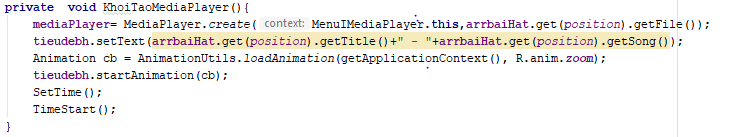 private  void KhoiTaoMediaPlayer(){
mediaPlayer= MediaPlayer.create( context: MenuIMediaPlayer.this,arrbaiHat.get(position).getFile());
tieudebh.setText(arrbaiHat.get(position).getTitle()+" - "+arrbaiHat.get(position).getSong());
Animation cb = AnimationUtils.loadAnimation(getApplicationContext(), R.anim.zoom);
tieudebh.startAnimation(cb);
SetTime();
TimeStart();
}